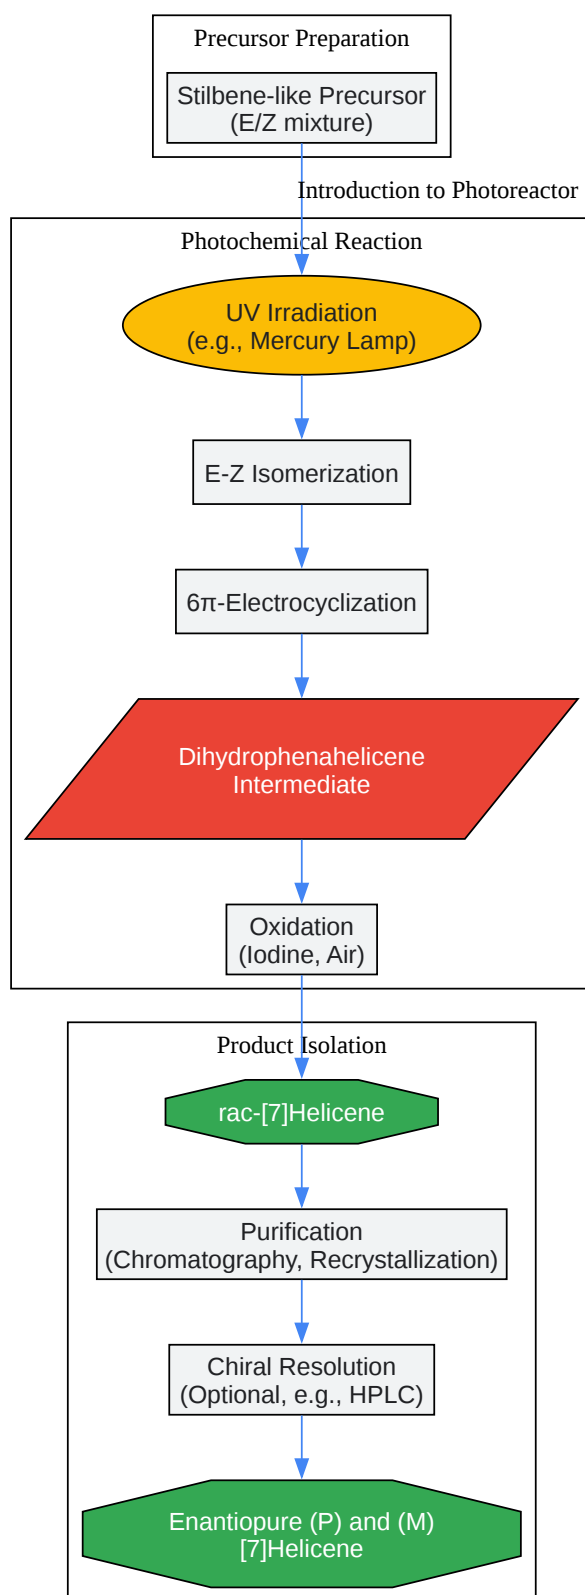 Precursor Preparation
Stilbene-like Precursor
(E/Z mixture)
Introduction to Photoreactor
Photochemical Reaction
UV Irradiation
(e.g., Mercury Lamp)
E-Z Isomerization
6π-Electrocyclization
Dihydrophenahelicene
Intermediate
Oxidation
(Iodine, Air)
Product Isolation
rac-[7]Helicene
Purification
(Chromatography, Recrystallization)
Chiral Resolution
(Optional, e.g., HPLC)
Enantiopure (P) and (M)
[7]Helicene